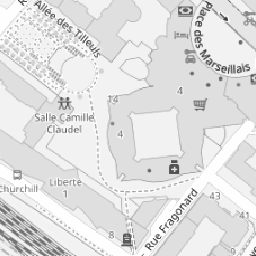 Allée des Tilleuls
Place des Marseillais
14
4
4
Salle Camille
Claudel
Churchill
Liberté
1
8
Rue Fragonard
43
41